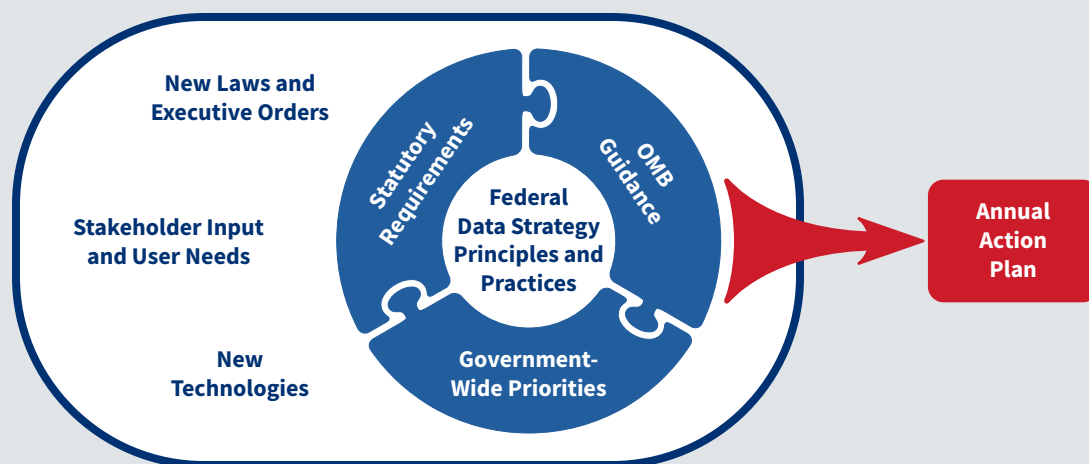 New Laws and
Executive Orders
Stakeholder Input
and User Needs
New
Technologies
Statutory
Requirements
OMB
Guidance
Federal
Data Strategy
Principles and
Practices
Government-
Wide Priorities
Annual
Action
Plan